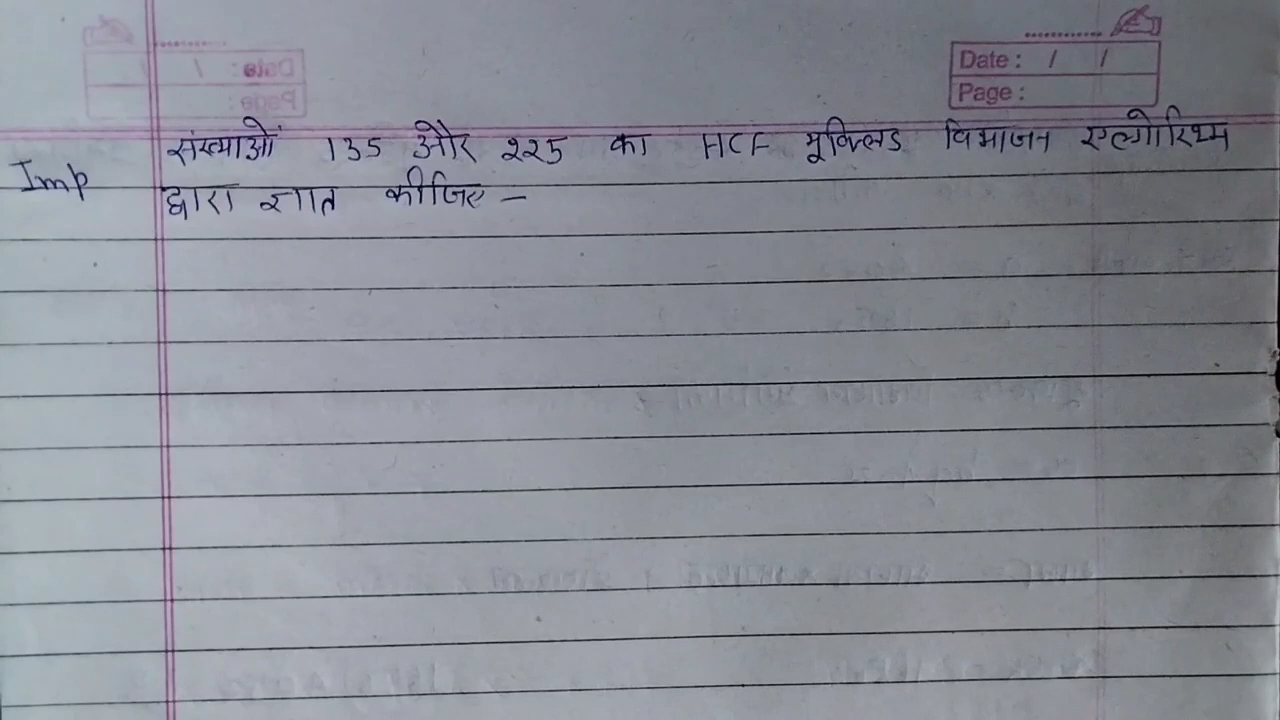 Date : / /
Page :
संख्याओं 135 और 225 का HCF यूक्लिड विभाजन एल्गोरिथ्म
Imp द्वारा ज्ञात कीजिए –